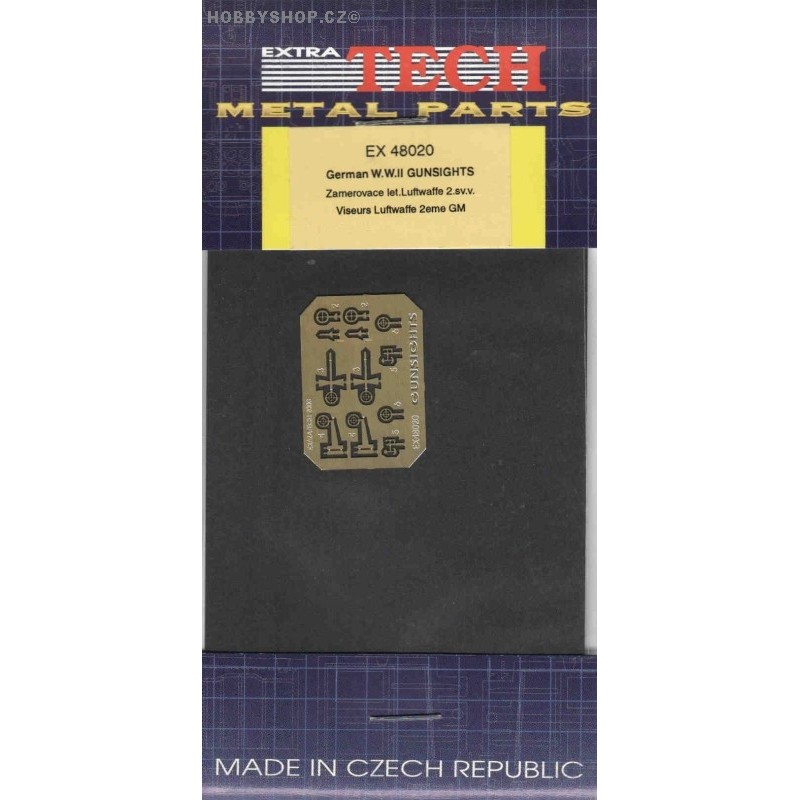 HOBBYSHOP.CZ©
EXTRA
TECH
METAL PARTS
EX 48020
German W.W.II GUNSIGHTS
Zamerovace let.Luftwaffe 2.sv.v.
Viseurs Luftwaffe 2eme GM
GUNSIGHTS
EX48020
MADE IN CZECH REPUBLIC